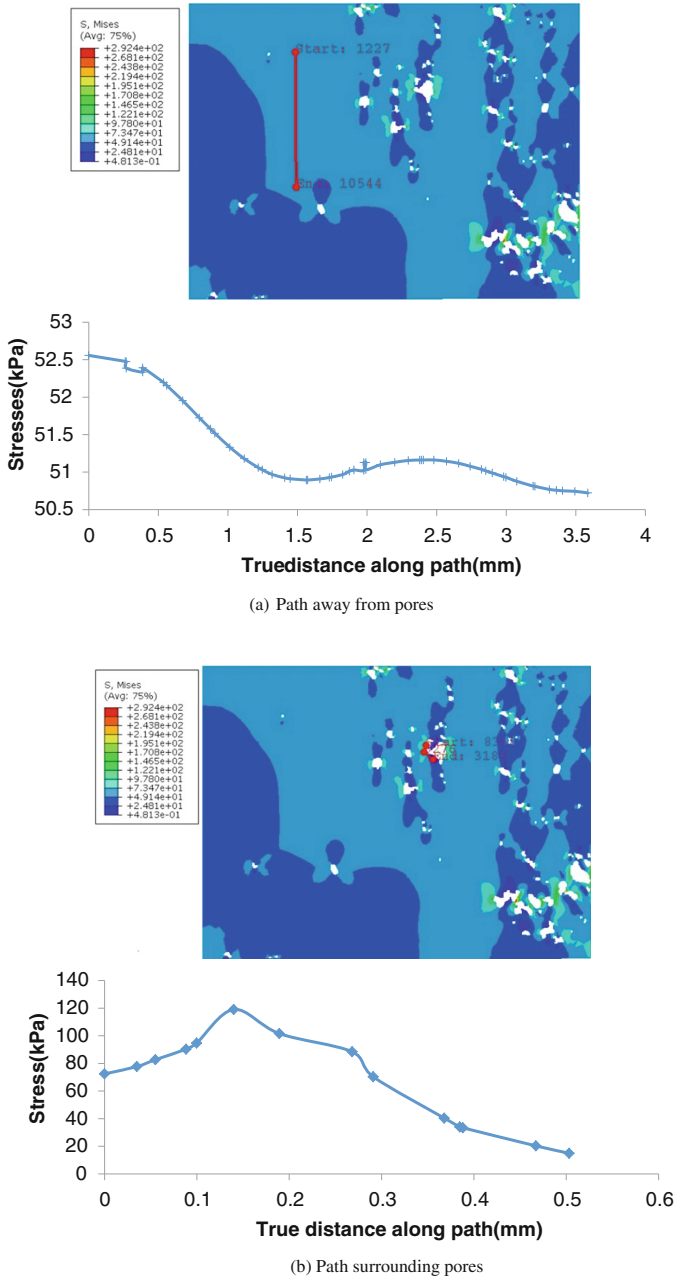 S, Mises
(Avg: 75%)
+2.924e+02
+2.681e+02
+2.438e+02
+2.194e+02
+1.951e+02
+1.708e+02
+1.465e+02
+1.221e+02
+9.780e+01
+7.347e+01
+4.914e+01
+2.481e+01
+4.813e-01
Start: 1227
End: 10544
53
52.5
52
51.5
51
50.5
Stresses(kPa)
0 0.5 1 1.5 2 2.5 3 3.5 4
Truedistance along path(mm)
(a) Path away from pores
S, Mises
(Avg: 75%)
+2.924e+02
+2.681e+02
+2.438e+02
+2.194e+02
+1.951e+02
+1.708e+02
+1.465e+02
+1.221e+02
+9.780e+01
+7.347e+01
+4.914e+01
+2.481e+01
+4.813e-01
140
120
100
80
60
40
20
0
Stress(kPa)
0 0.1 0.2 0.3 0.4 0.5 0.6
True distance along path(mm)
(b) Path surrounding pores